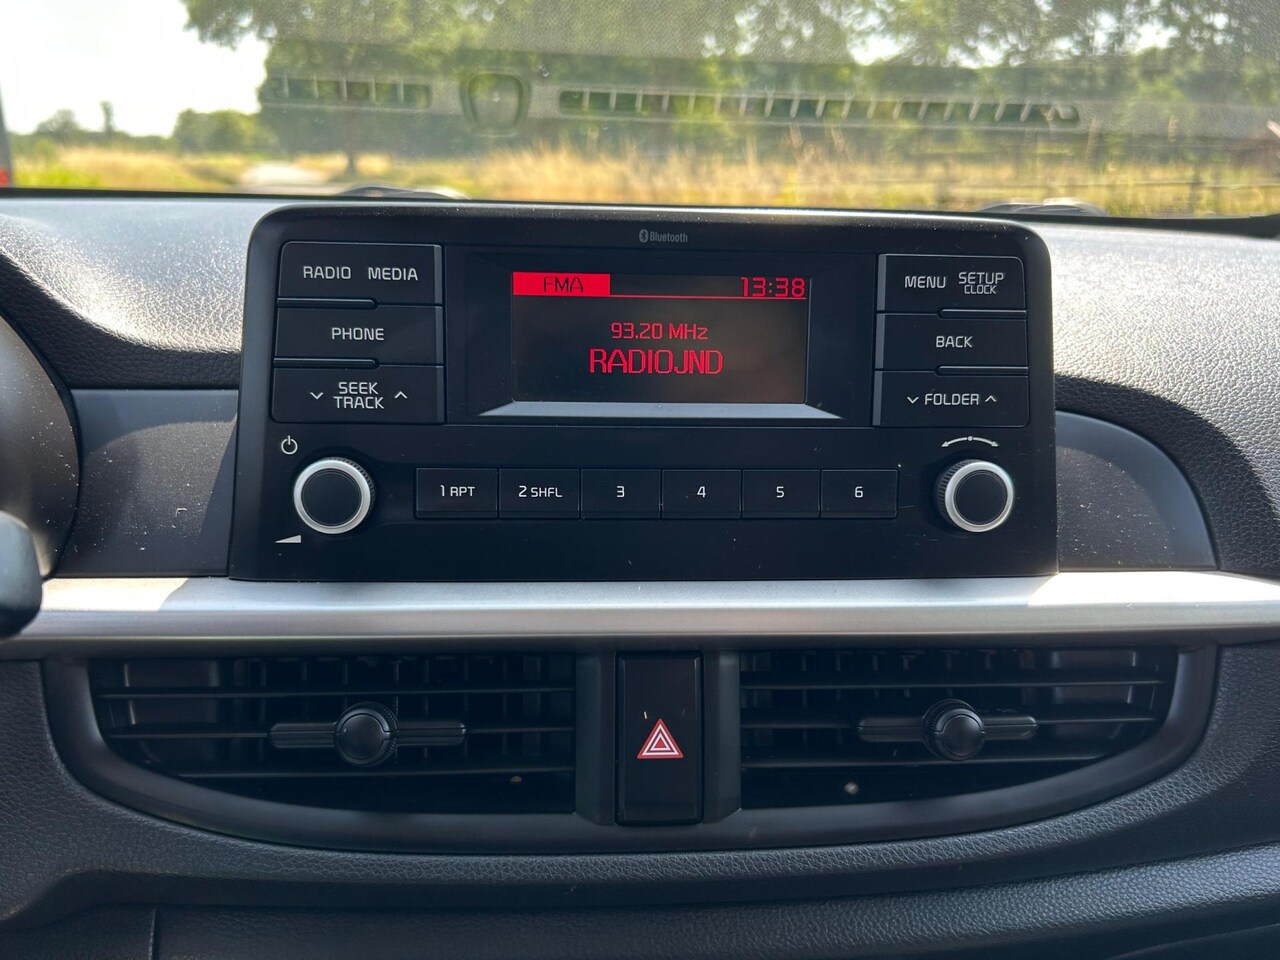 Bluetooth
RADIO MEDIA
PHONE
SEEK
TRACK
FMA 13:38
93.20 MHz
RADIOJND
MENU SETUP
CLOCK
BACK
FOLDER
1 RPT 2 SHFL 3 4 5 6